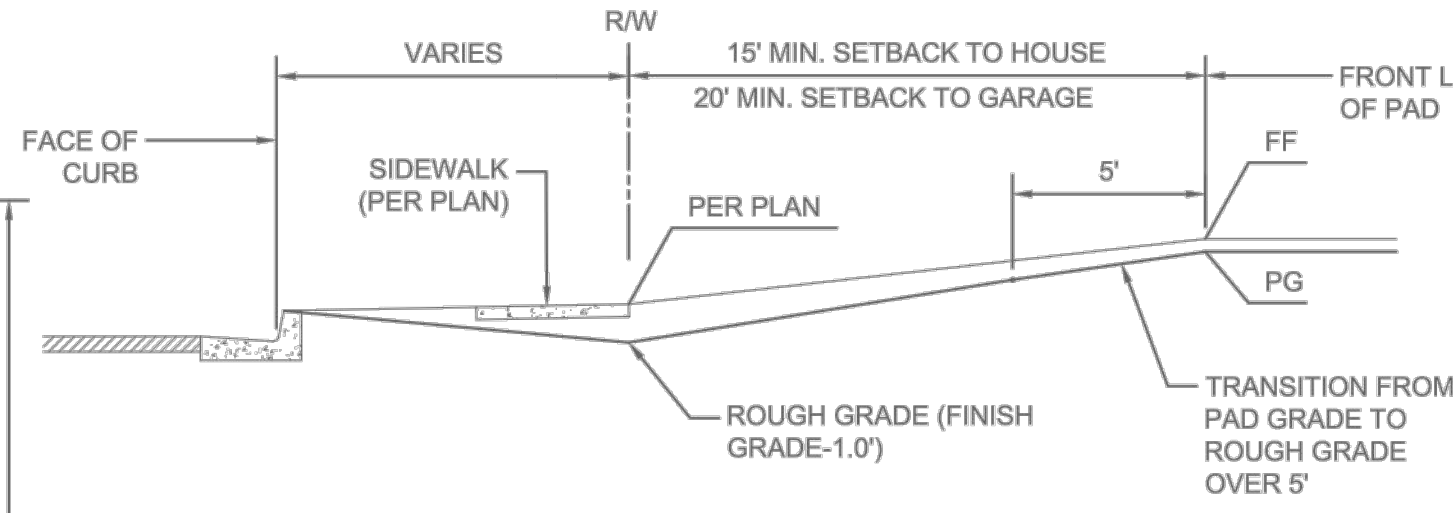 R/W
VARIES
15' MIN. SETBACK TO HOUSE
20' MIN. SETBACK TO GARAGE
FRONT L
OF PAD
FACE OF
CURB
SIDEWALK
(PER PLAN)
PER PLAN
5'
FF
PG
ROUGH GRADE (FINISH
GRADE-1.0')
TRANSITION FROM
PAD GRADE TO
ROUGH GRADE
OVER 5'